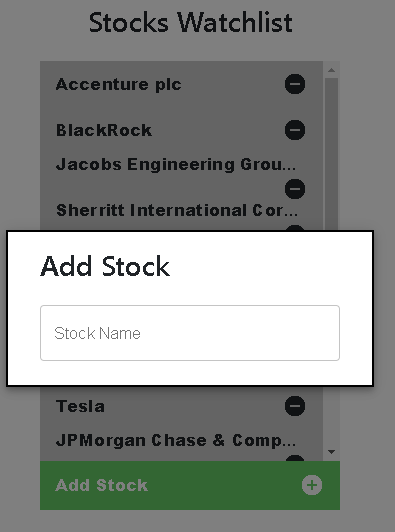 Stocks Watchlist
Accenture plc
BlackRock
Jacobs Engineering Grou...
Sherritt International Cor...
Add Stock
Stock Name
Tesla
JPMorgan Chase & Comp...
Add Stock